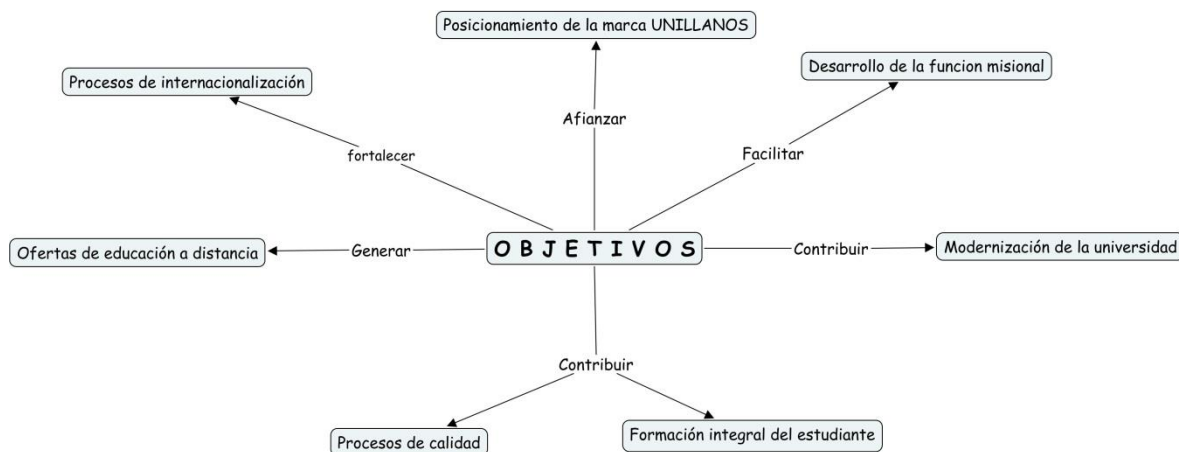 Posicionamiento de la marca UNILLANOS
Procesos de internacionalización
Desarrollo de la funcion misional
Afianzar
fortalecer
Facilitar
Ofertas de educación a distancia
Generar
O B J E T I V O S
Contribuir
Modernización de la universidad
Contribuir
Procesos de calidad
Formación integral del estudiante